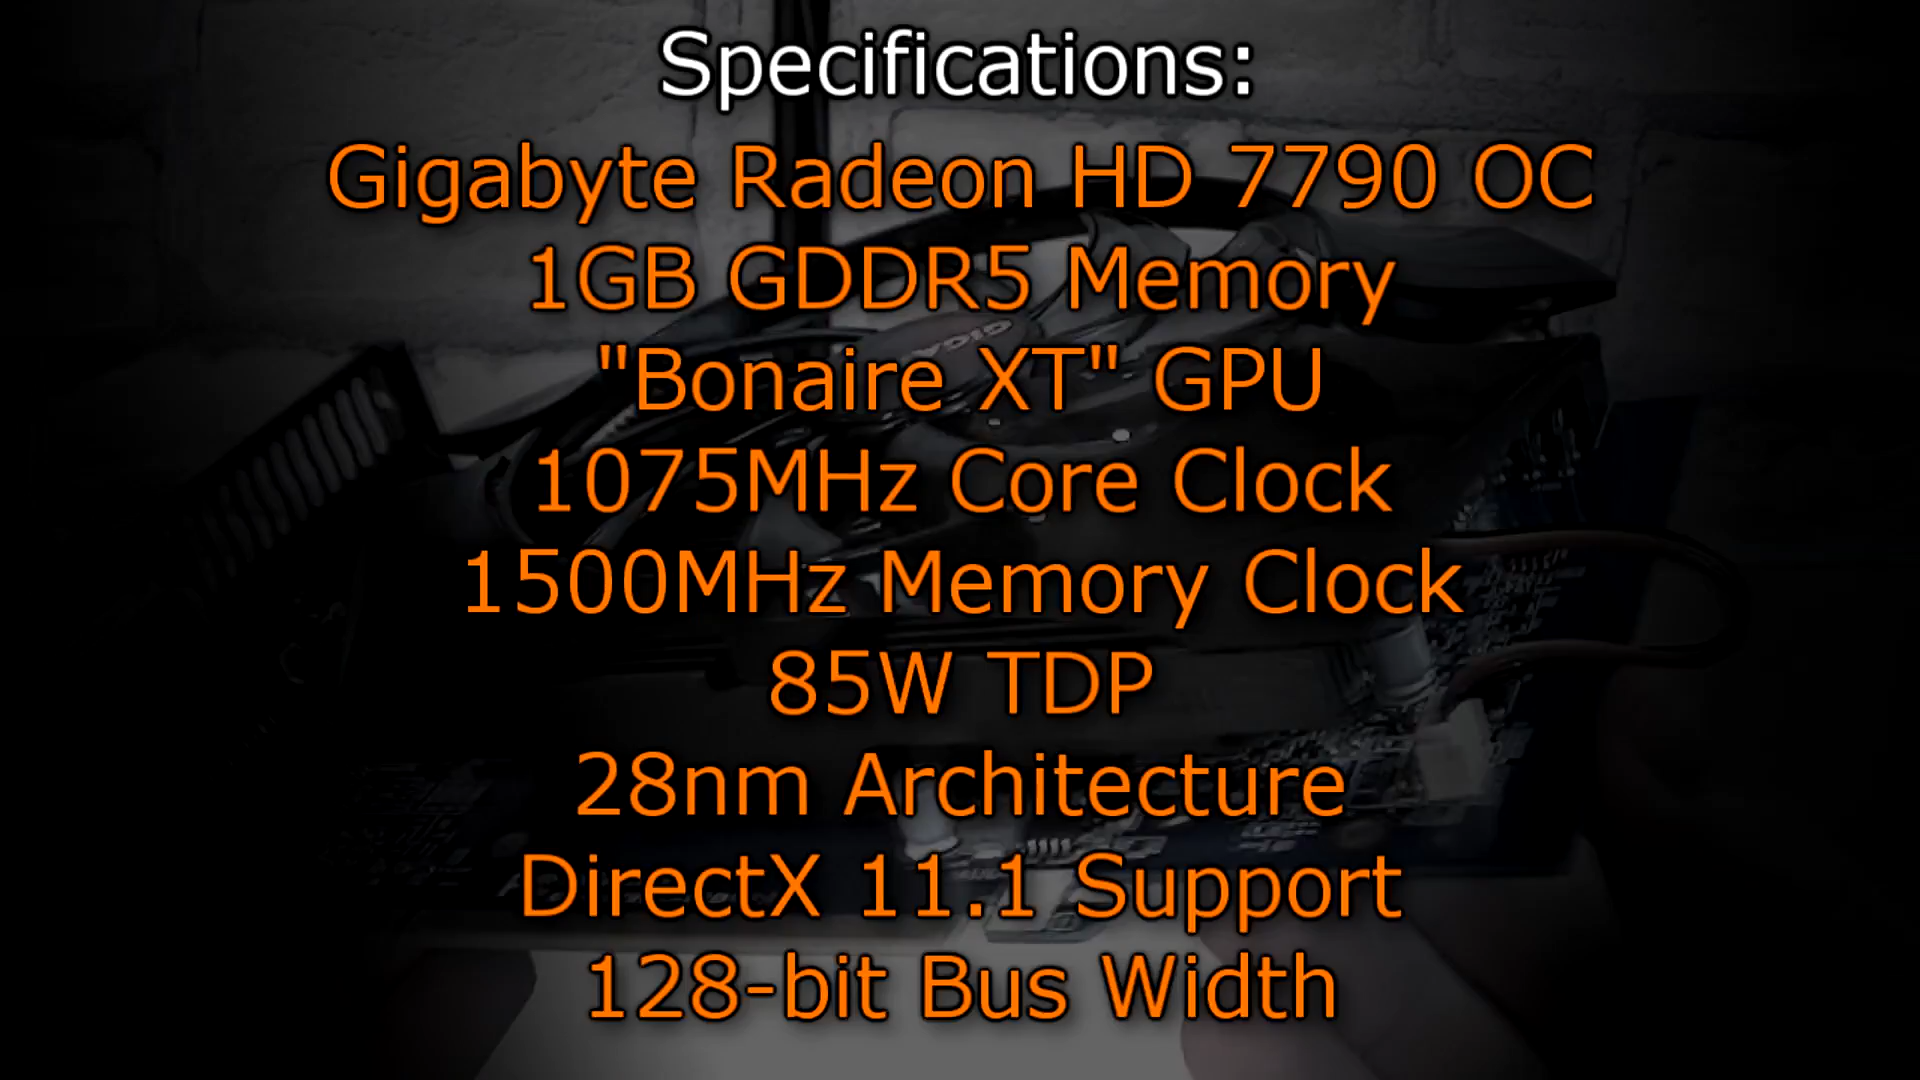 Specifications:
Gigabyte Radeon HD 7790 OC
1GB GDDR5 Memory
"Bonaire XT" GPU
1075MHz Core Clock
1500MHz Memory Clock
85W TDP
28nm Architecture
DirectX 11.1 Support
128-bit Bus Width